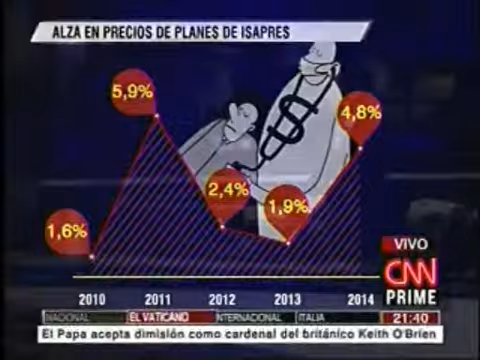 ALZA EN PRECIOS DE PLANES DE ISAPRES
5,9%
4,8%
2,4%
1,9%
1,6%
VIVO
CNN
PRIME
2010 2011 2012 2013 2014
NACIONAL EL VATICANO INTERNACIONAL ITALIA 21:40
El Papa acepta dimisión como cardenal del británico Keith O'Brien